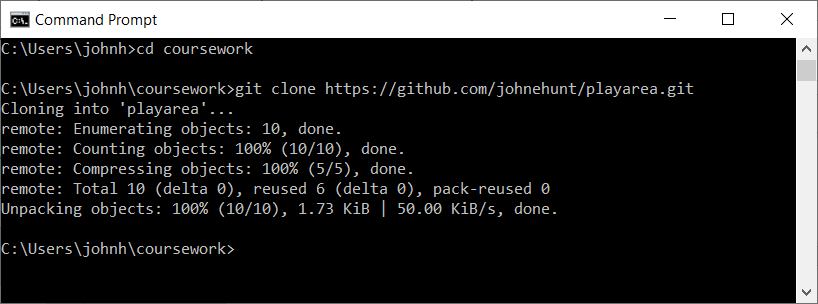 Command Prompt
C:\Users\johnh>cd coursework
C:\Users\johnh\coursework>git clone https://github.com/johnehunt/playarea.git
Cloning into 'playarea'...
remote: Enumerating objects: 10, done.
remote: Counting objects: 100% (10/10), done.
remote: Compressing objects: 100% (5/5), done.
remote: Total 10 (delta 0), reused 6 (delta 0), pack-reused 0
Unpacking objects: 100% (10/10), 1.73 KiB | 50.00 KiB/s, done.
C:\Users\johnh\coursework>